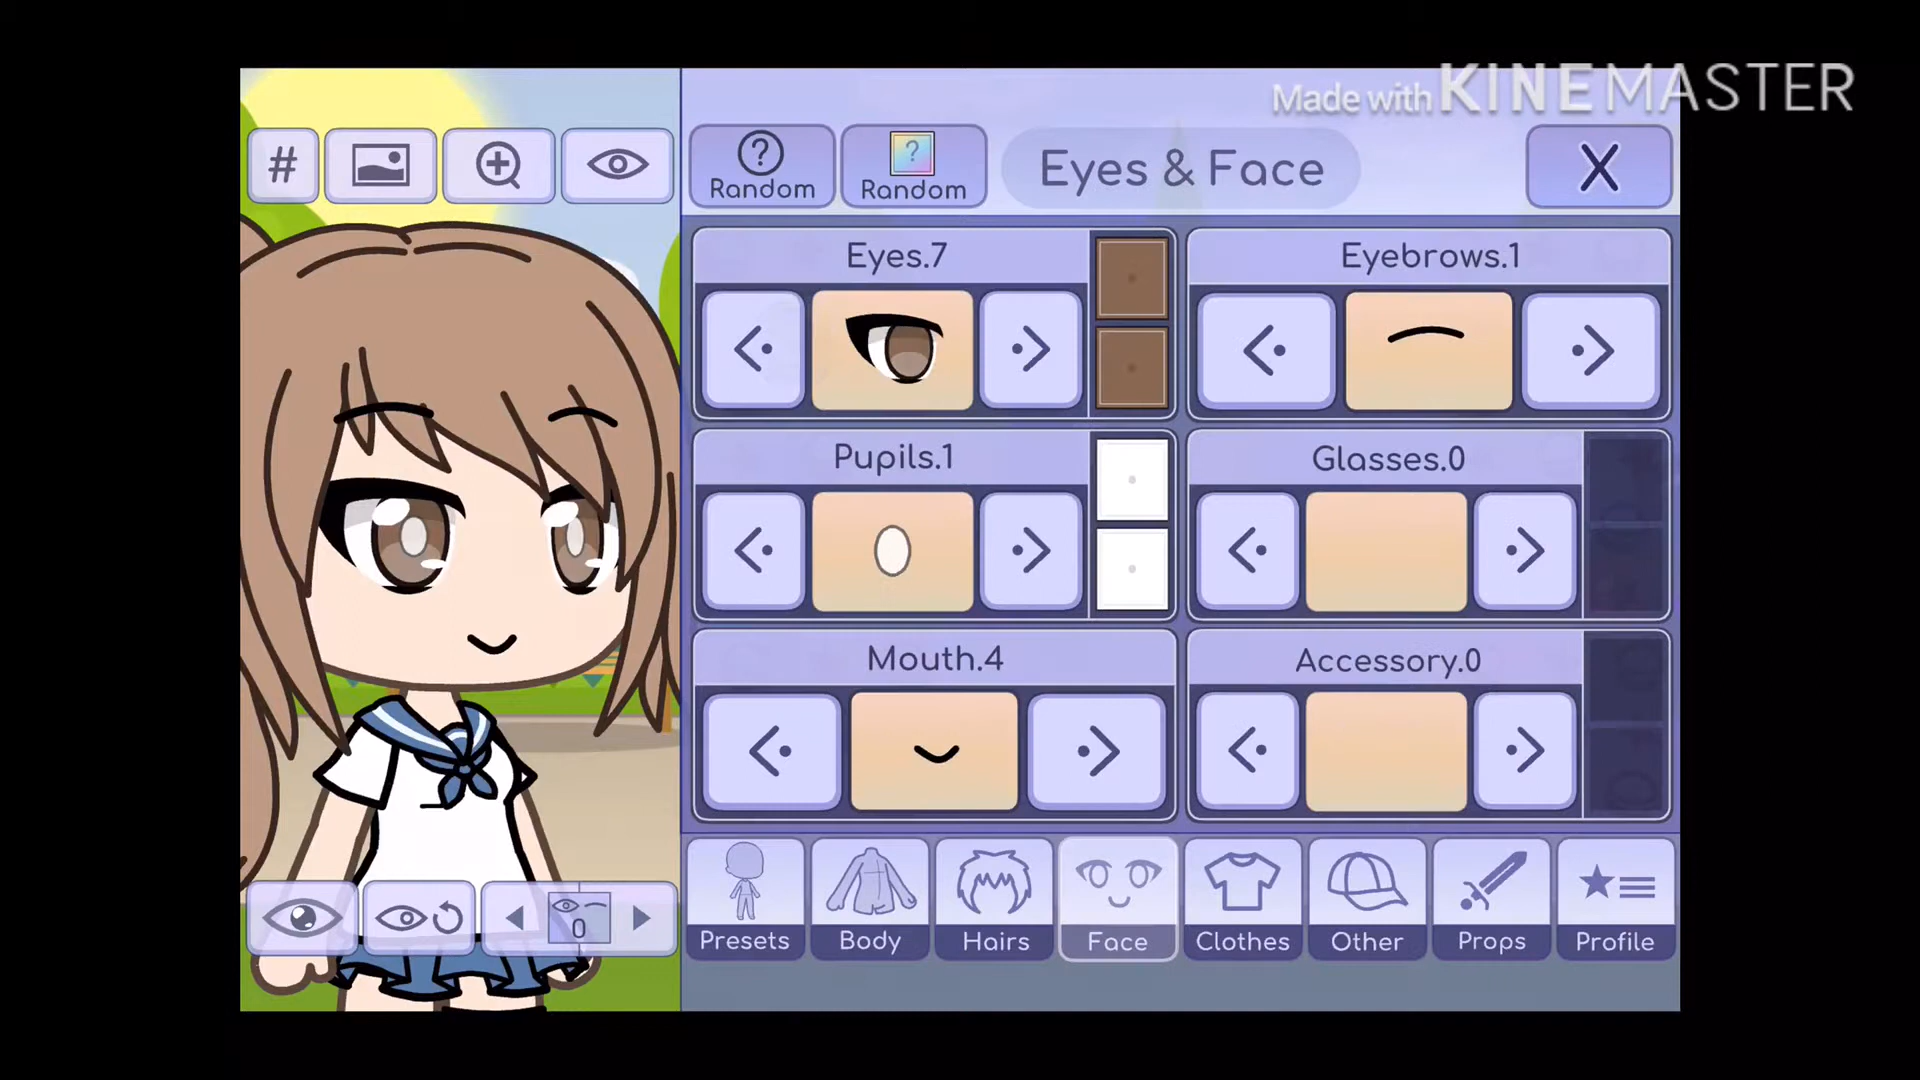 Made with KINEMASTER
#
? Random
? Random
Eyes & Face
X
Eyes.7
Eyebrows.1
Pupils.1
Glasses.0
Mouth.4
Accessory.0
0
Presets
Body
Hairs
Face
Clothes
Other
Props
Profile